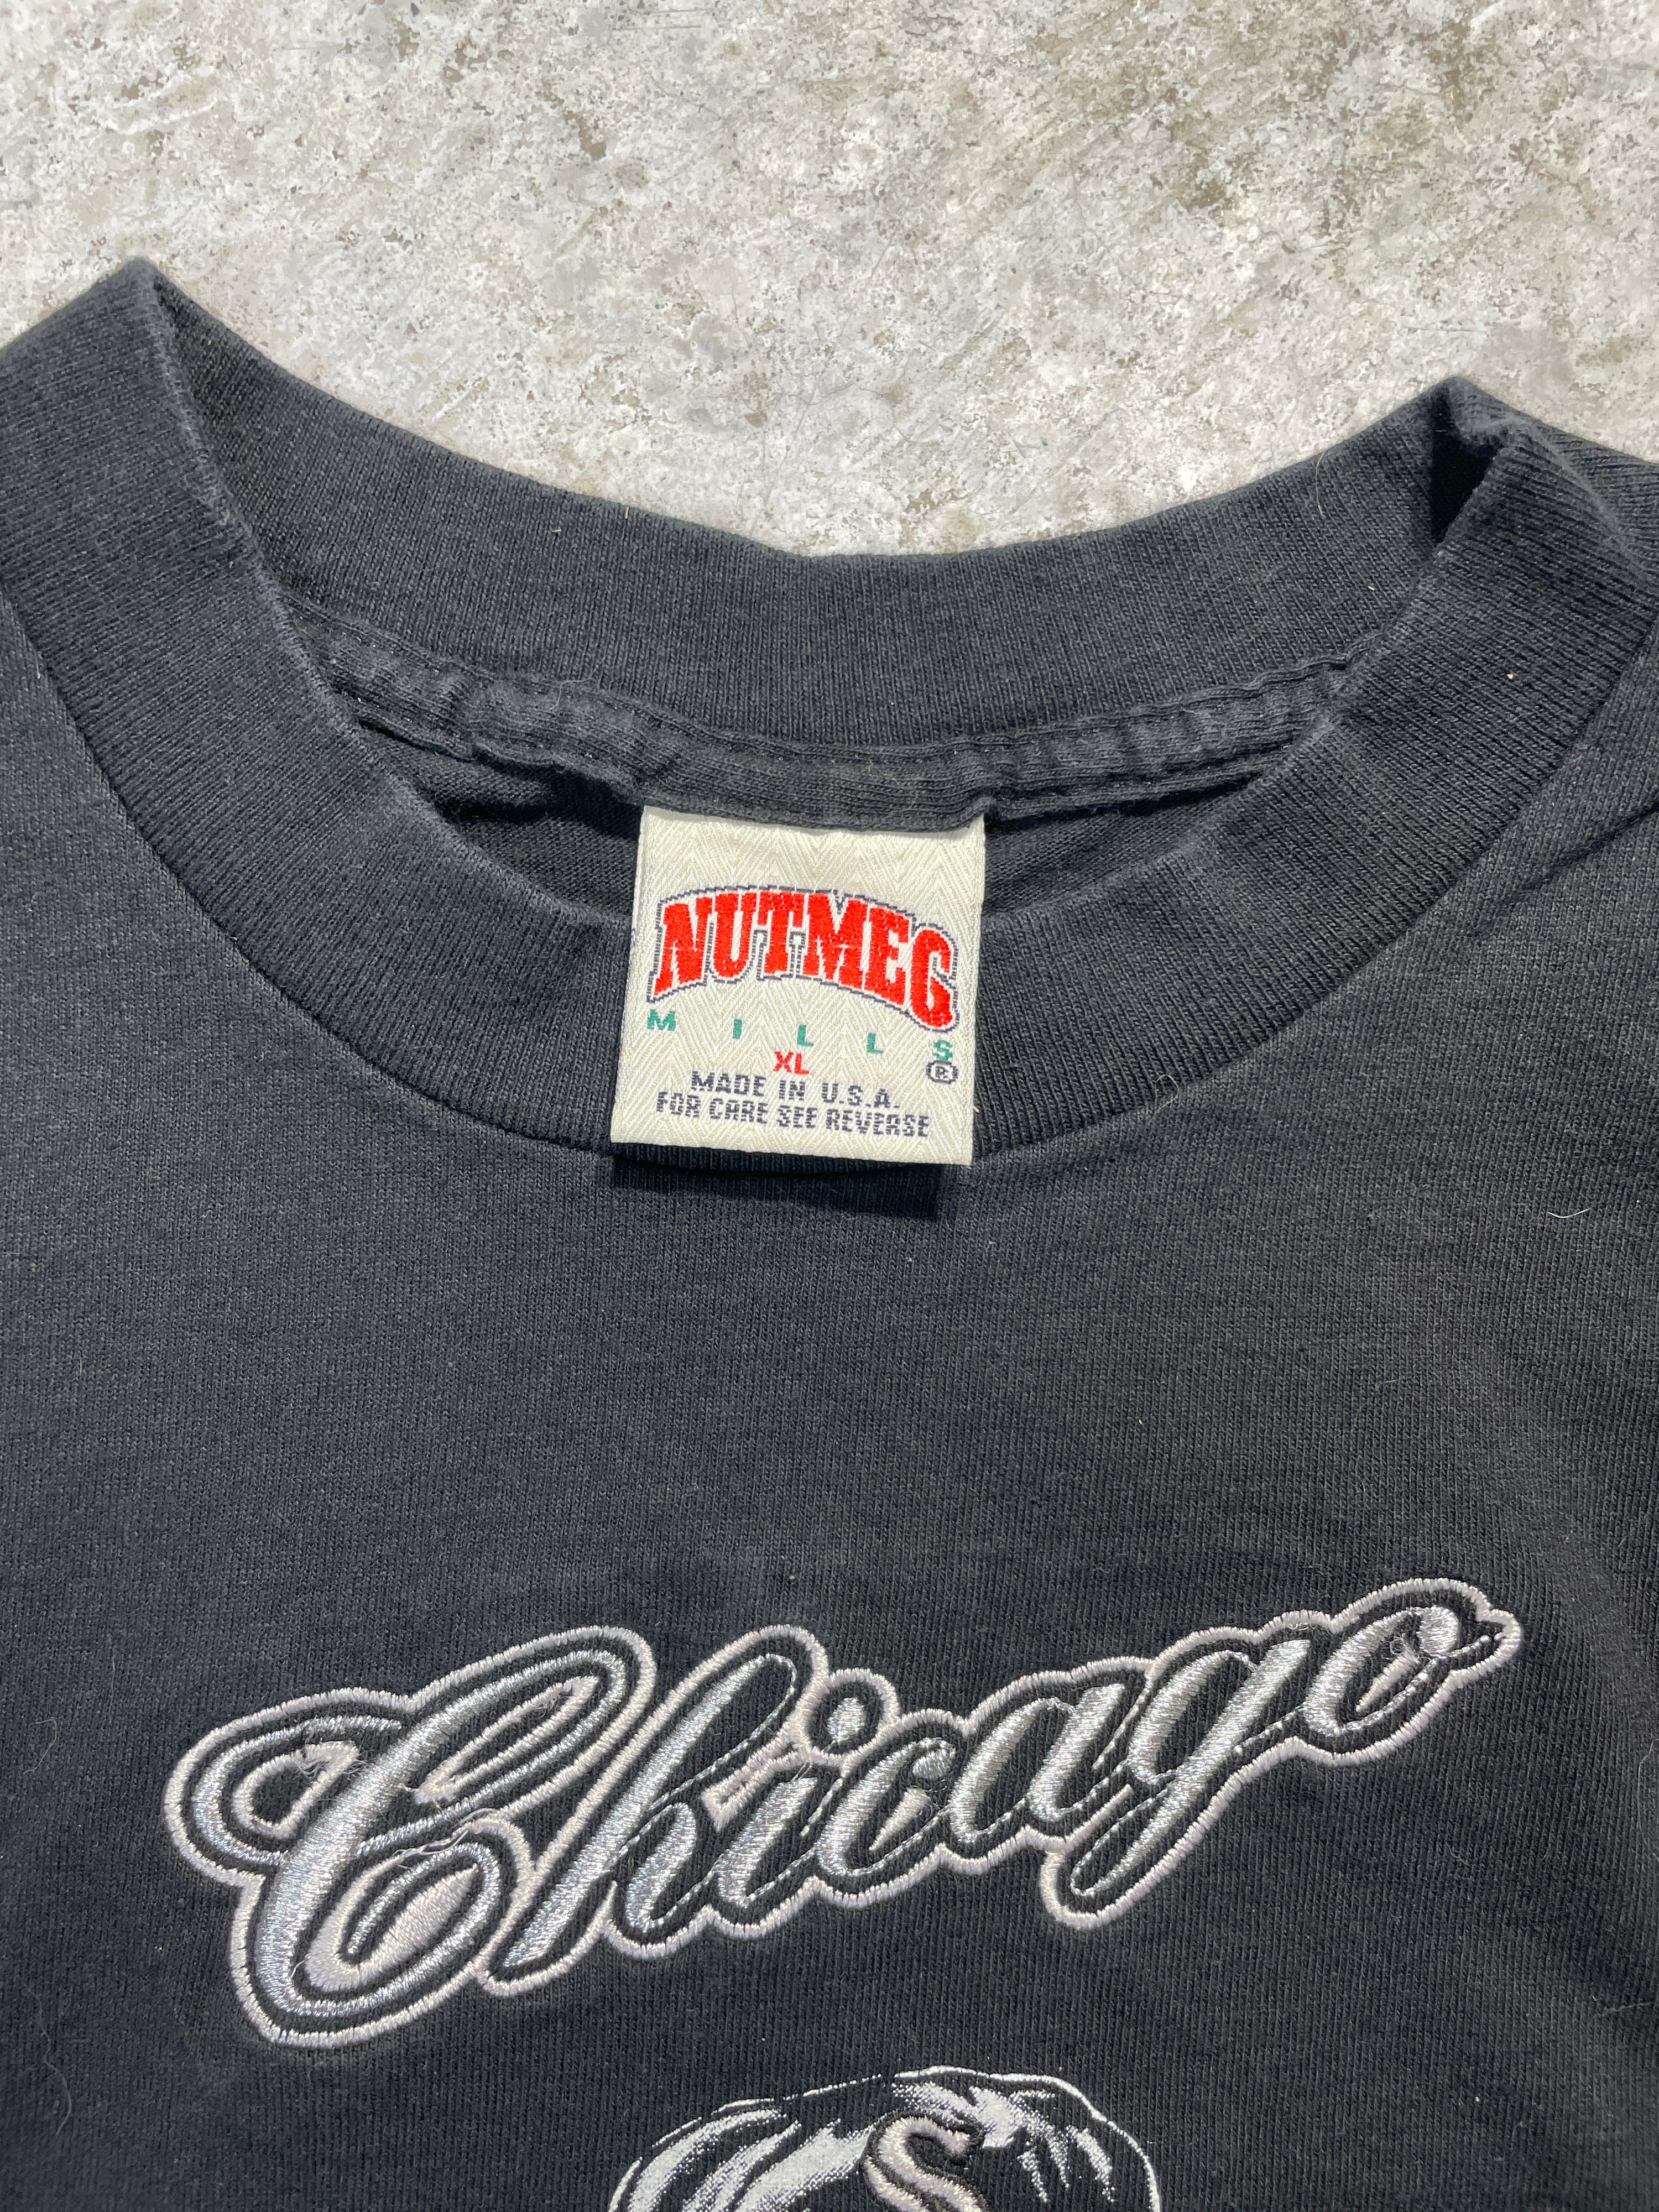 NUTMEG
MILLS
®
XL
MADE IN U.S.A.
FOR CARE SEE REVERSE
Chicago
S